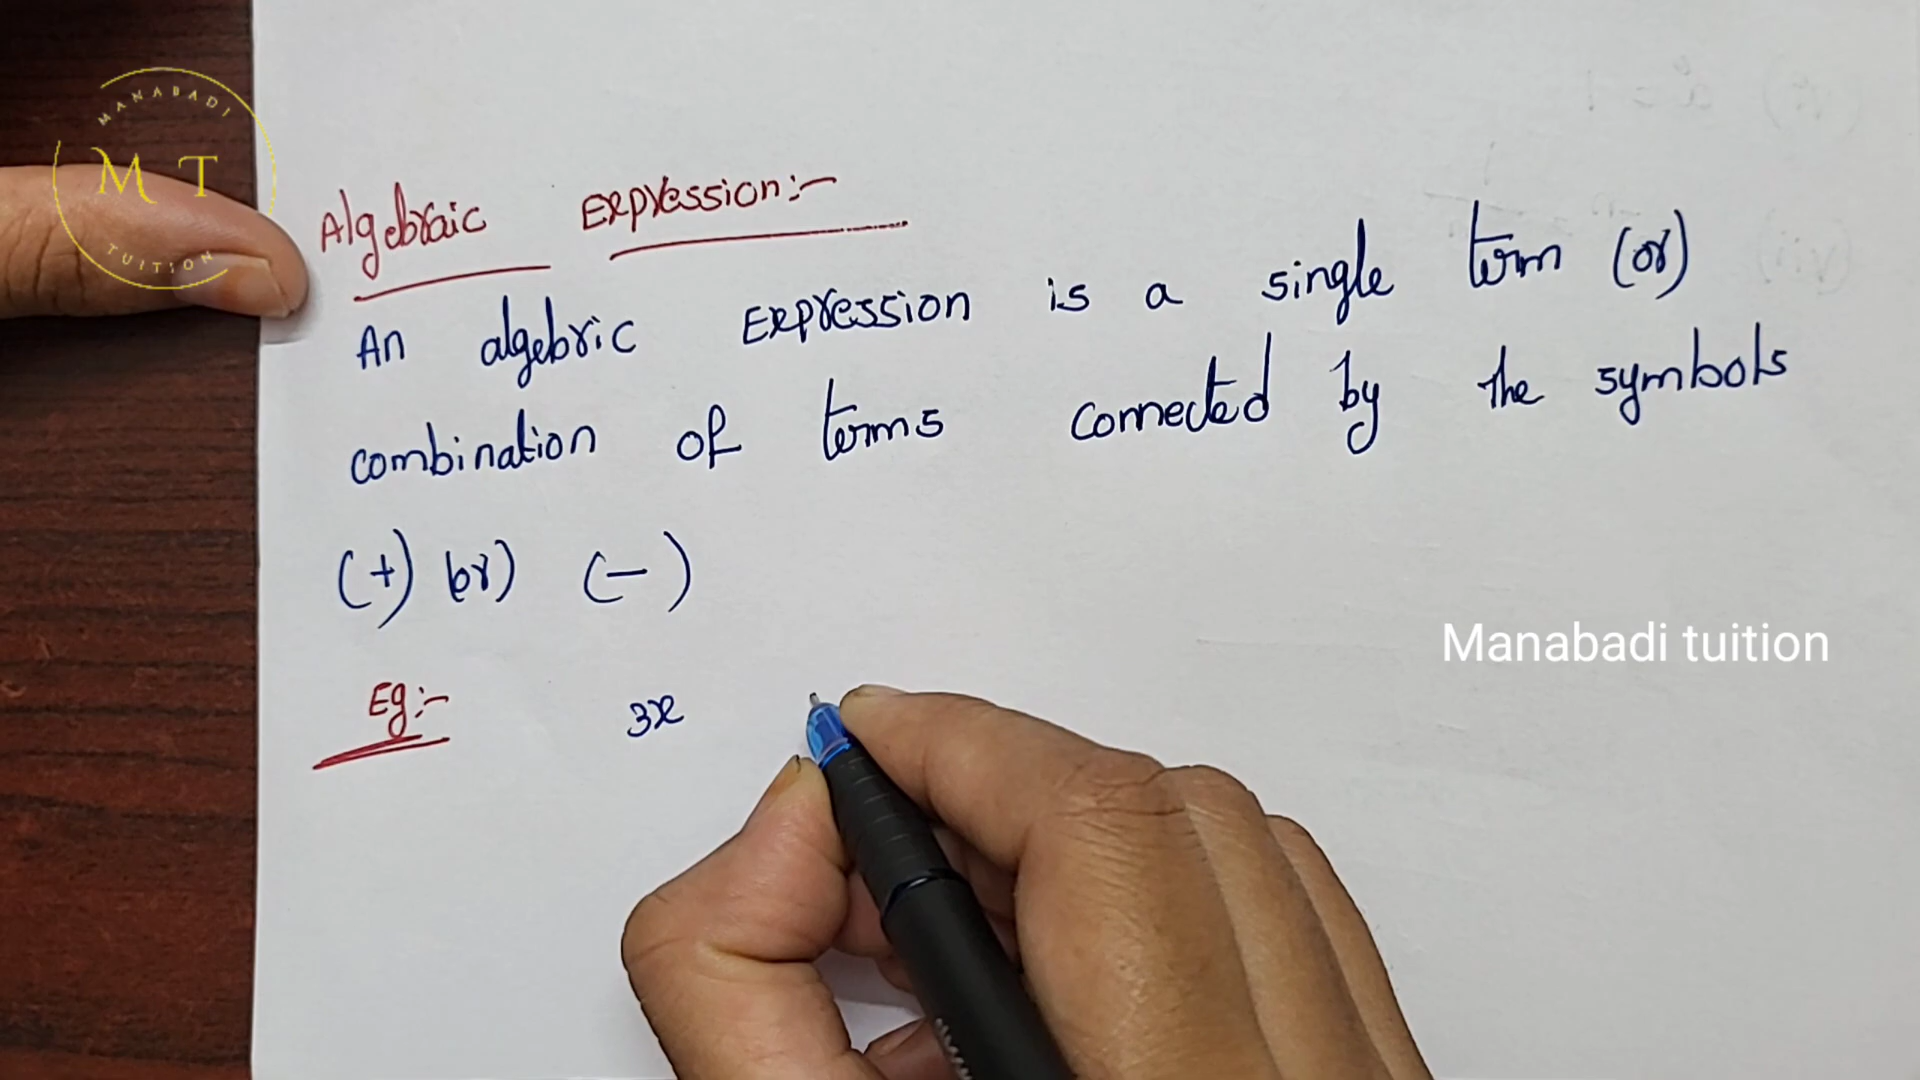 MANABADI
M T
TUITION
Algebraic Expression:-
An algebric Expression is a single term (or)
combination of terms connected by the symbols
(+) (or) (-)
Manabadi tuition
Eg:- 3x